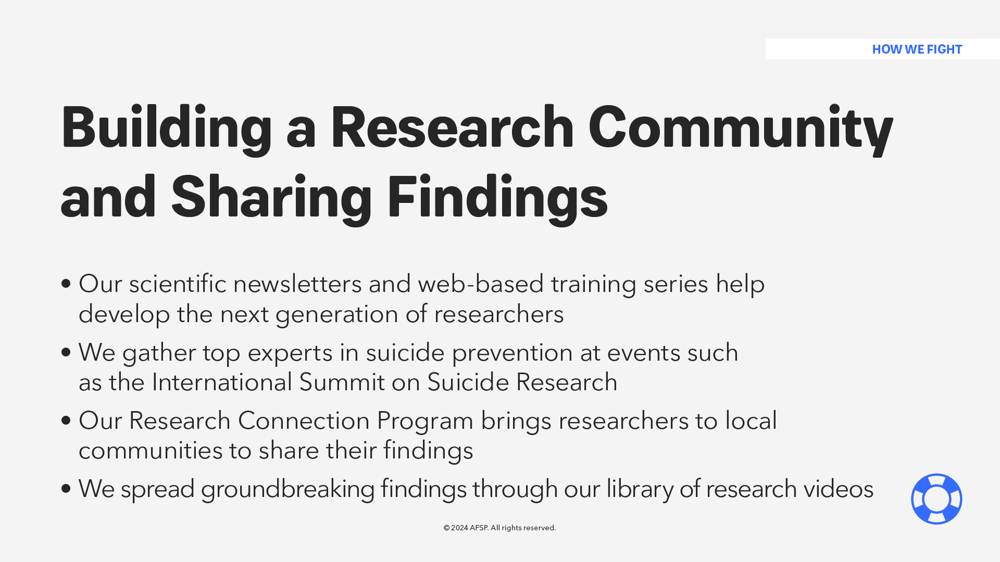 HOW WE FIGHT
Building a Research Community
and Sharing Findings
• Our scientific newsletters and web-based training series help
develop the next generation of researchers
• We gather top experts in suicide prevention at events such
as the International Summit on Suicide Research
• Our Research Connection Program brings researchers to local
communities to share their findings
• We spread groundbreaking findings through our library of research videos
© 2024 AFSP. All rights reserved.